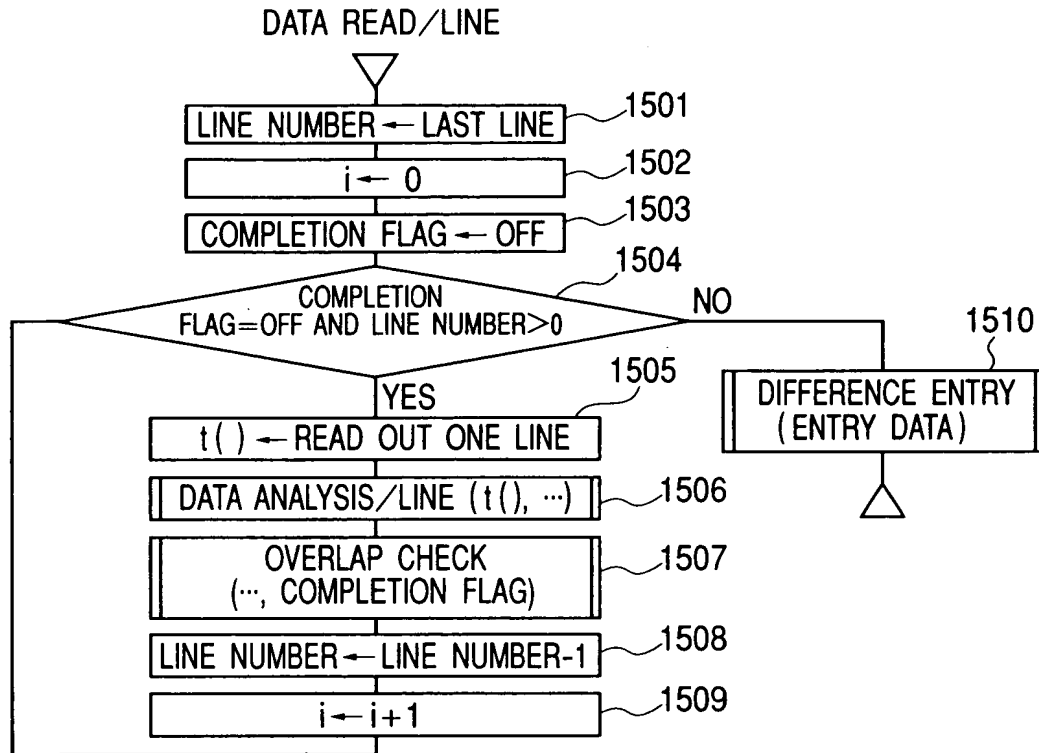 DATA READ/LINE
LINE NUMBER ← LAST LINE
1501
i ← 0
1502
COMPLETION FLAG ← OFF
1503
COMPLETION
FLAG=OFF AND LINE NUMBER>0
1504
NO
YES
1510
DIFFERENCE ENTRY
(ENTRY DATA)
t() ← READ OUT ONE LINE
1505
DATA ANALYSIS/LINE (t(), ⋯)
1506
OVERLAP CHECK
(⋯, COMPLETION FLAG)
1507
LINE NUMBER ← LINE NUMBER-1
1508
i ← i+1
1509